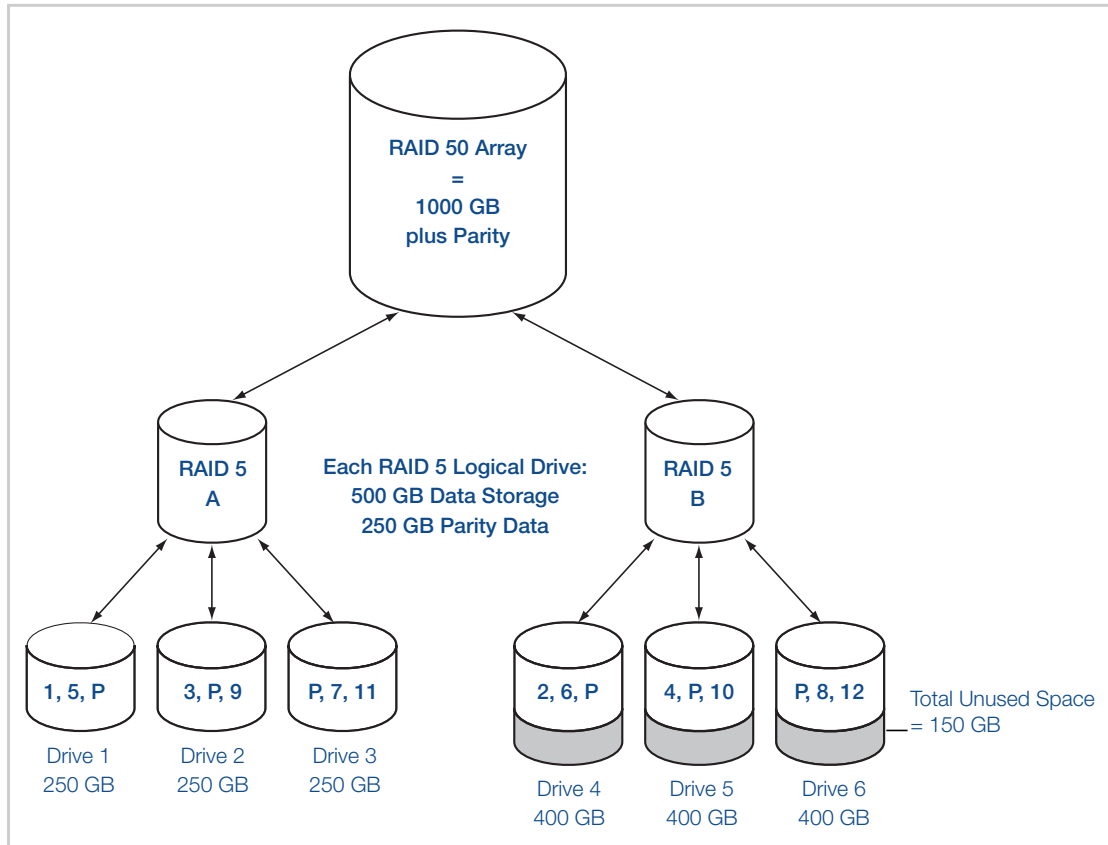 RAID 50 Array
=
1000 GB
plus Parity
RAID 5
A
Each RAID 5 Logical Drive:
500 GB Data Storage
250 GB Parity Data
RAID 5
B
1, 5, P
3, P, 9
P, 7, 11
2, 6, P
4, P, 10
P, 8, 12
Total Unused Space
= 150 GB
Drive 1
250 GB
Drive 2
250 GB
Drive 3
250 GB
Drive 4
400 GB
Drive 5
400 GB
Drive 6
400 GB